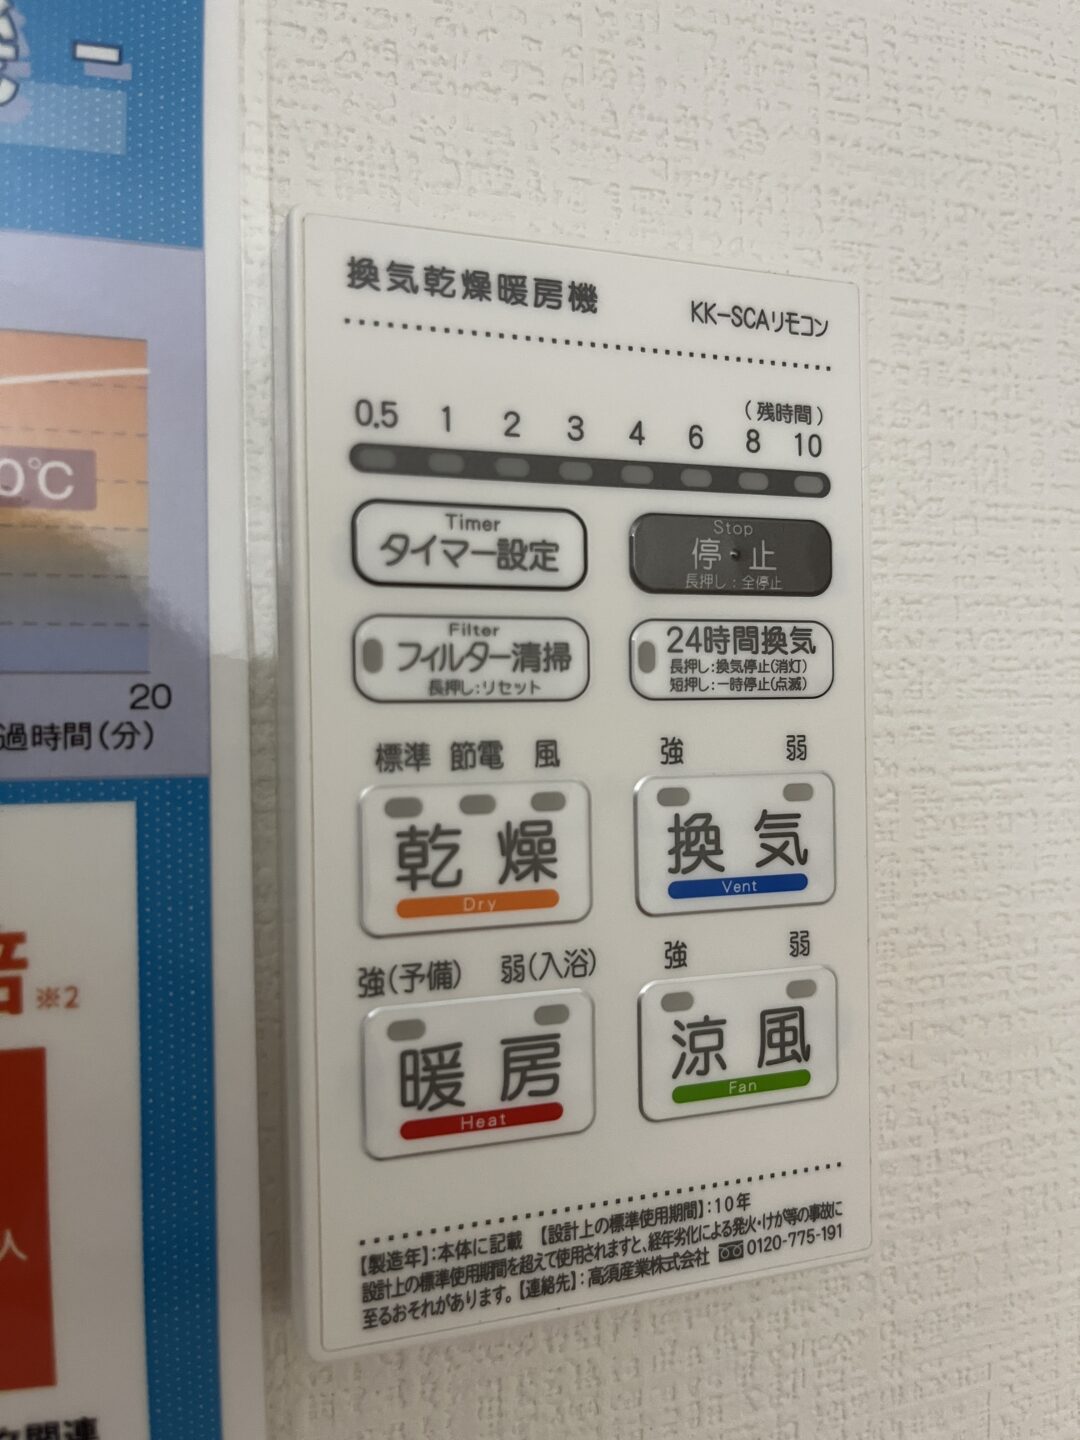 換気乾燥暖房機 KK-SCAリモコン
(残時間)
0.5 1 2 3 4 6 8 10
Timer
タイマー設定
Stop
停・止
長押し:全停止
Filter
フィルター清掃
長押し:リセット
24時間換気
長押し:換気停止(消灯)
短押し:一時停止(点滅)
標準 節電 風
乾燥
Dry
強 弱
換気
Vent
強(予備) 弱(入浴)
暖房
Heat
強 弱
涼風
Fan
【製造年】:本体に記載 【設計上の標準使用期間】:10年
設計上の標準使用期間を超えて使用されますと、経年劣化による発火・けが等の事故に
至るおそれがあります。【連絡先】:高須産業株式会社 0120-775-191
0℃
20
過時間(分)
倍※2
人
関連